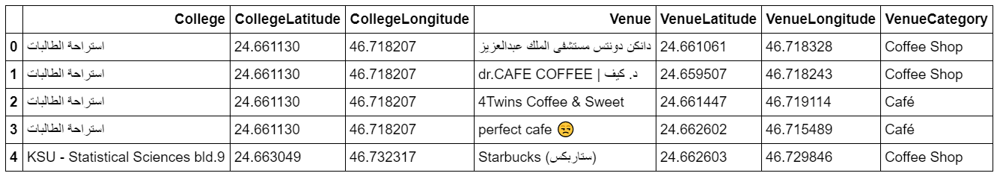 College CollegeLatitude CollegeLongitude Venue VenueLatitude VenueLongitude VenueCategory
0 استراحة الطالبات 24.661130 46.718207 دانكن دونتس مستشفى الملك عبدالعزيز 24.661061 46.718328 Coffee Shop
1 استراحة الطالبات 24.661130 46.718207 dr.CAFE COFFEE | د. كيف 24.659507 46.718243 Coffee Shop
2 استراحة الطالبات 24.661130 46.718207 4Twins Coffee & Sweet 24.661447 46.719114 Café
3 استراحة الطالبات 24.661130 46.718207 perfect cafe 😒 24.662602 46.715489 Café
4 KSU - Statistical Sciences bld.9 24.663049 46.732317 Starbucks (ستاربكس) 24.662603 46.729846 Coffee Shop